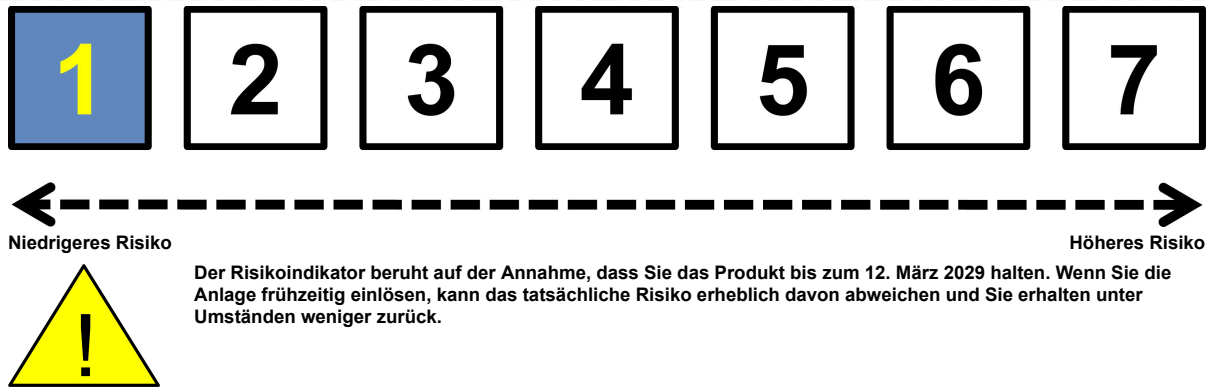 1 2 3 4 5 6 7
Niedrigeres Risiko Höheres Risiko
Der Risikoindikator beruht auf der Annahme, dass Sie das Produkt bis zum 12. März 2029 halten. Wenn Sie die
Anlage frühzeitig einlösen, kann das tatsächliche Risiko erheblich davon abweichen und Sie erhalten unter
Umständen weniger zurück.
!